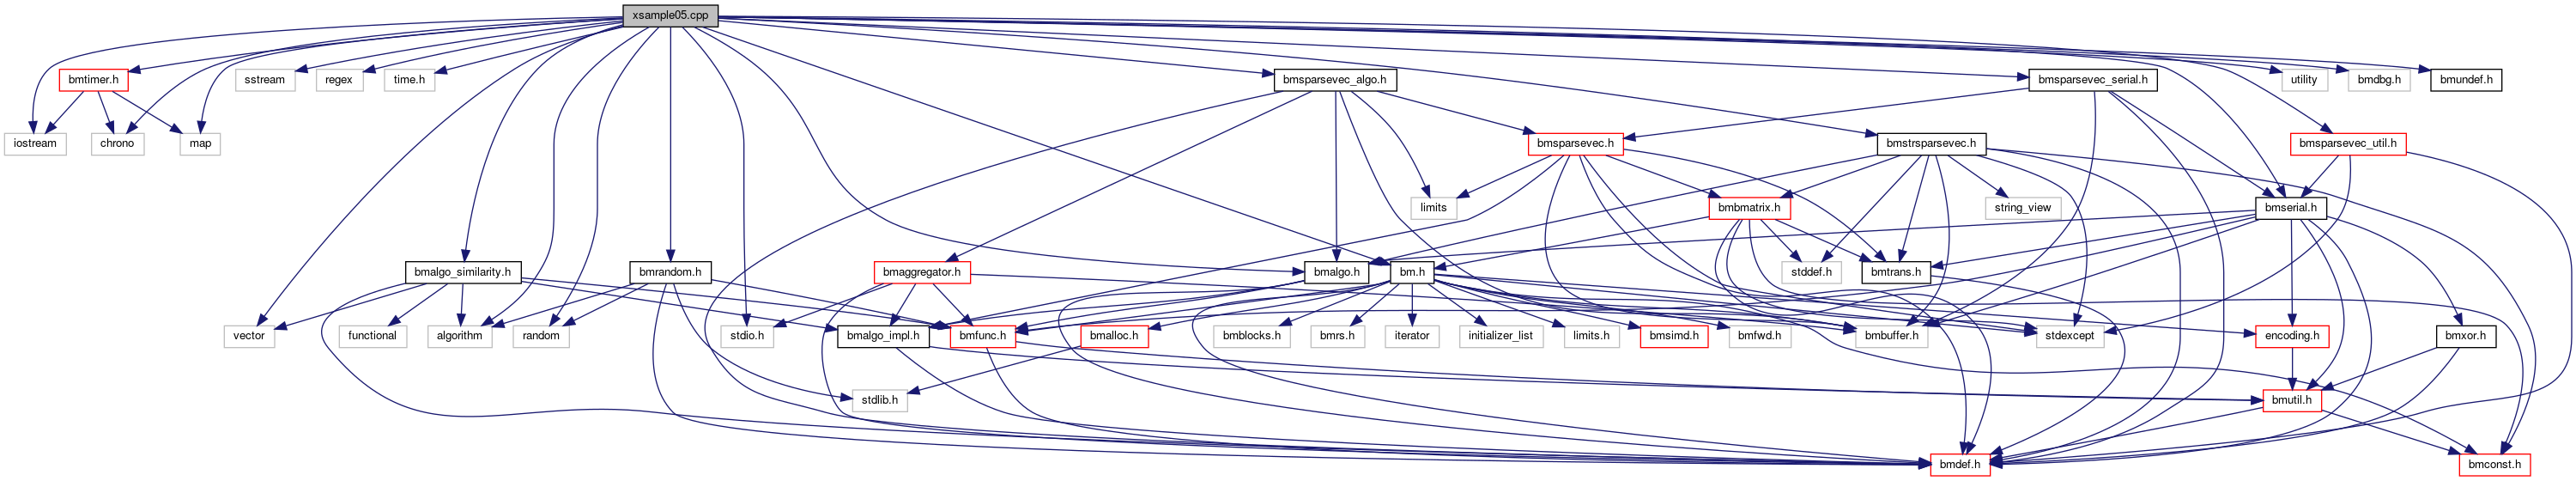 xsample05.cpp
bmtimer.h
sstream
regex
time.h
bmsparsevec_algo.h
bmsparsevec_serial.h
utility
bmdbg.h
bmundef.h
iostream
chrono
map
bmsparsevec.h
bmstrsparsevec.h
bmsparsevec_util.h
limits
bmbmatrix.h
string_view
bmserial.h
bmalgo_similarity.h
bmrandom.h
bmaggregator.h
bmalgo.h
bm.h
stddef.h
bmtrans.h
vector
functional
algorithm
random
stdio.h
bmalgo_impl.h
bmfunc.h
bmalloc.h
bmblocks.h
bmrs.h
iterator
initializer_list
limits.h
bmsimd.h
bmfwd.h
bmbuffer.h
stdexcept
encoding.h
bmxor.h
stdlib.h
bmutil.h
bmdef.h
bmconst.h